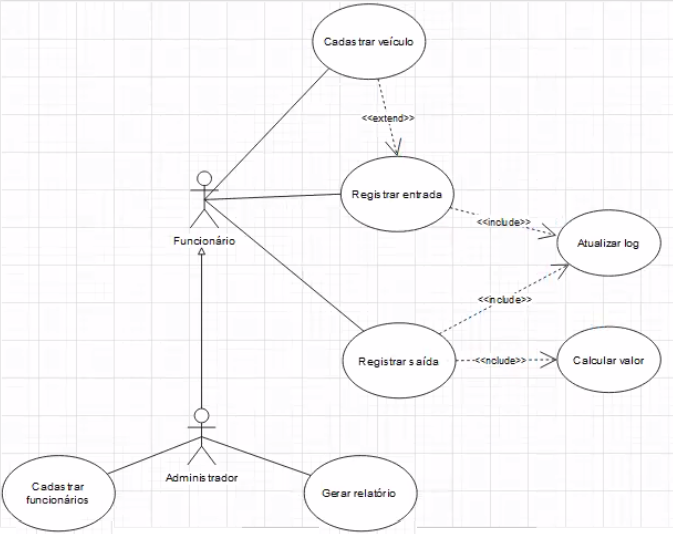 Cadastrar veículo
<<extend>>
Registrar entrada
<<include>>
Funcionário
Atualizar log
<<include>>
Registrar saída
<<include>>
Calcular valor
Administrador
Cadastrar
funcionários
Gerar relatório